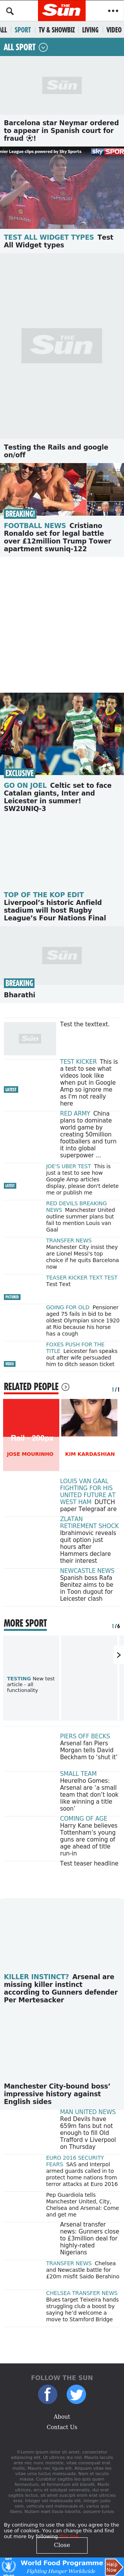 THE Sun
ALL SPORT TV & SHOWBIZ LIVING VIDEO
ALL SPORT
Barcelona star Neymar ordered
to appear in Spanish court for
fraud ⚽!
ier League clips powered by Sky Sports
sky SPOR
TEST ALL WIDGET TYPES Test
All Widget types
THE Sun
Testing the Rails and google
on/off
BREAKING!
FOOTBALL NEWS Cristiano
Ronaldo set for legal battle
over £12million Trump Tower
apartment swuniq-122
EXCLUSIVE
GO ON JOEL Celtic set to face
Catalan giants, Inter and
Leicester in summer!
SW2UNIQ-3
TOP OF THE KOP EDIT
Liverpool’s historic Anfield
stadium will host Rugby
League’s Four Nations Final
BREAKING
Bharathi
Test the texttext.
LATEST
TEST KICKER This is
a test to see what
videos look like
when put in Google
Amp so ignore me
as I'm not really
here
RED ARMY China
plans to dominate
world game by
creating 50million
footballers and turn
it into global
superpower ...
LATEST
JOE'S UBER TEST This is
just a test to see how
Google Amp articles
display, please don't delete
or publish me
RED DEVILS BREAKING
NEWS Manchester United
outline summer plans but
fail to mention Louis van
Gaal
TRANSFER NEWS
Manchester City insist they
are Lionel Messi's top
choice if he quits Barcelona
now
PICTURED
TEASER KICKER TEXT TEST
Test Text
GOING FOR OLD Pensioner
aged 75 fails in bid to be
oldest Olympian since 1920
at Rio because his horse
has a cough
VIDEO
FOXES PUSH FOR THE
TITLE Leicester fan speaks
out after wife persuaded
him to ditch season ticket
RELATED PEOPLE
1/1
JOSE MOURINHO
KIM KARDASHIAN
LOUIS VAN GAAL
FIGHTING FOR HIS
UNITED FUTURE AT
WEST HAM DUTCH
paper Telegraaf are
ZLATAN
RETIREMENT SHOCK
Ibrahimovic reveals
quit option just
hours after
Hammers declare
their interest
NEWCASTLE NEWS
Spanish boss Rafa
Benitez aims to be
in Toon dugout for
Leicester clash
MORE SPORT
1/6
TESTING New test
article - all
functionality
PIERS OFF BECKS
Arsenal fan Piers
Morgan tells David
Beckham to ‘shut it’
SMALL TEAM
Heurelho Gomes:
Arsenal are ‘a small
team that don’t look
like winning a title
soon’
COMING OF AGE
Harry Kane believes
Tottenham’s young
guns are coming of
age ahead of title
run-in
Test teaser headline
KILLER INSTINCT? Arsenal are
missing killer instinct
according to Gunners defender
Per Mertesacker
Manchester City-bound boss’
impressive history against
English sides
MAN UNITED NEWS
Red Devils have
659m fans but not
enough to fill Old
Trafford v Liverpool
on Thursday
EURO 2016 SECURITY
FEARS SAS and Interpol
armed guards called in to
protect home nations from
terror attacks at Euro 2016
Pep Guardiola tells
Manchester United, City,
Chelsea and Arsenal: Come
and get me
Arsenal transfer
news: Gunners close
to £3million deal for
highly-rated
Nigerians
TRANSFER NEWS Chelsea
and Newcastle battle for
£20m misfit Saido Berahino
CHELSEA TRANSFER NEWS
Blues target Teixeira hands
struggling club a boost by
saying he’d welcome a
move to Stamford Bridge
FOLLOW THE SUN
About
Contact Us
By continuing to use the site, you agree to the
use of cookies. You can change this and find
out more by following
Close
World Food Programme
Fighting Hunger Worldwide